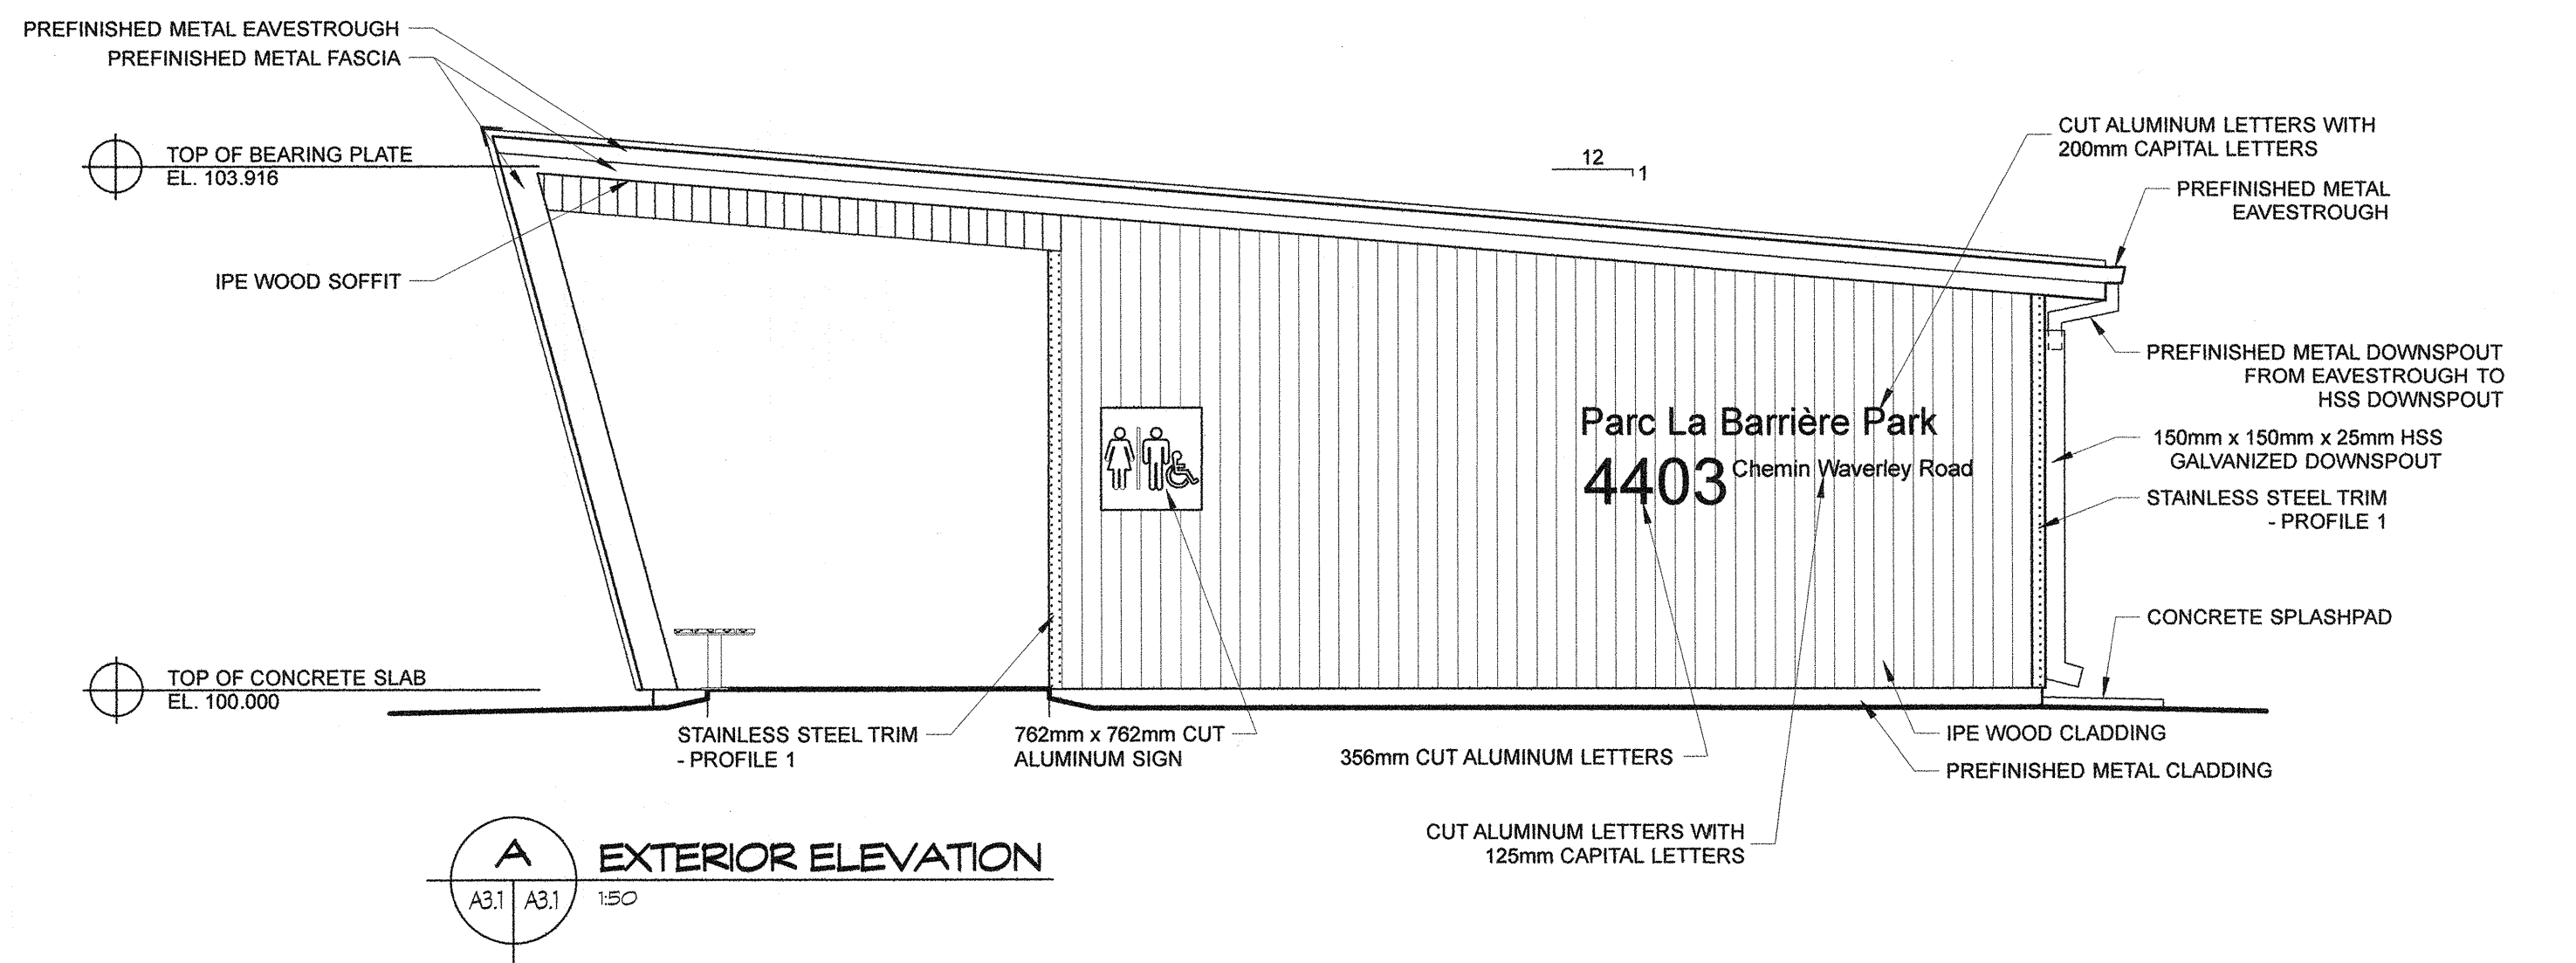 PREFINISHED METAL EAVESTROUGH
PREFINISHED METAL FASCIA
TOP OF BEARING PLATE
EL. 103.916
IPE WOOD SOFFIT
12
1
CUT ALUMINUM LETTERS WITH
200mm CAPITAL LETTERS
PREFINISHED METAL
EAVESTROUGH
PREFINISHED METAL DOWNSPOUT
FROM EAVESTROUGH TO
HSS DOWNSPOUT
150mm x 150mm x 25mm HSS
GALVANIZED DOWNSPOUT
STAINLESS STEEL TRIM
- PROFILE 1
Parc La Barrière Park
4403 Chemin Waverley Road
CONCRETE SPLASHPAD
TOP OF CONCRETE SLAB
EL. 100.000
STAINLESS STEEL TRIM
- PROFILE 1
762mm x 762mm CUT
ALUMINUM SIGN
356mm CUT ALUMINUM LETTERS
IPE WOOD CLADDING
PREFINISHED METAL CLADDING
CUT ALUMINUM LETTERS WITH
125mm CAPITAL LETTERS
A
A3.1 A3.1
EXTERIOR ELEVATION
1:50